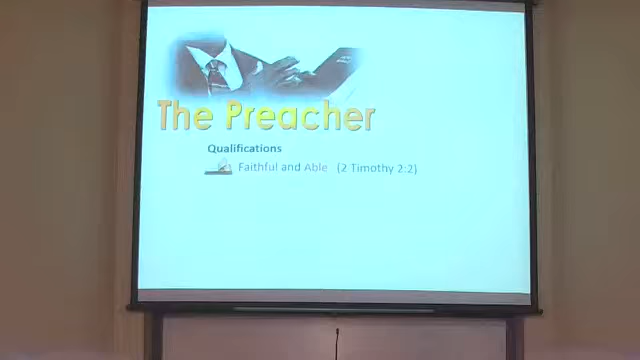 The Preacher
Qualifications
Faithful and Able (2 Timothy 2:2)